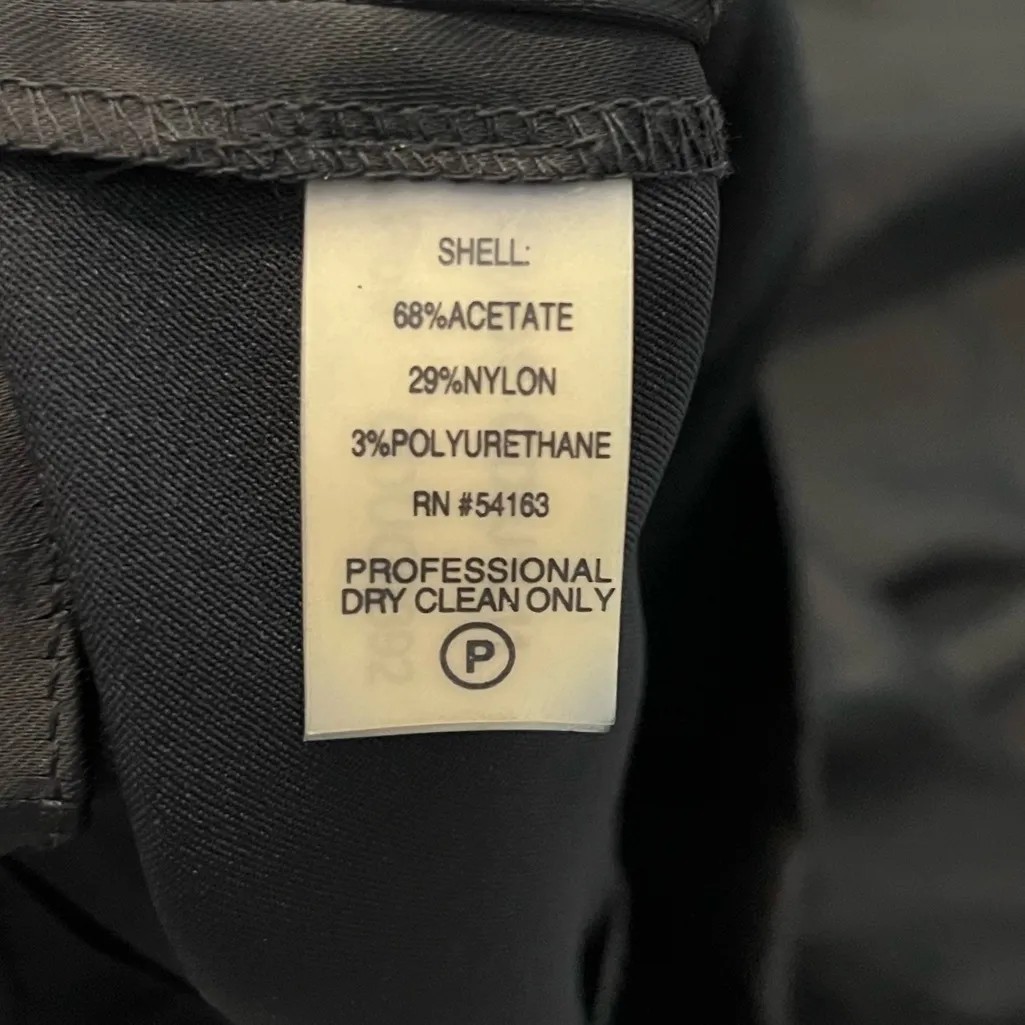 SHELL:
68%ACETATE
29%NYLON
3%POLYURETHANE
RN #54163
PROFESSIONAL
DRY CLEAN ONLY
P